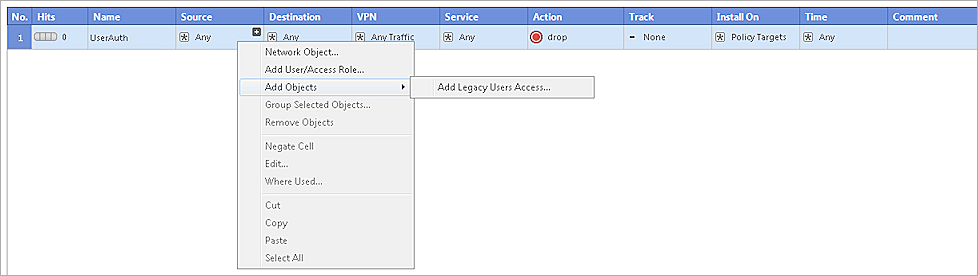 No. Hits Name Source Destination VPN Service Action Track Install On Time Comment
1 0 UserAuth Any Any Any Traffic Any drop None Policy Targets Any
Network Object...
Add User/Access Role...
Add Objects Add Legacy Users Access...
Group Selected Objects...
Remove Objects
Negate Cell
Edit...
Where Used...
Cut
Copy
Paste
Select All